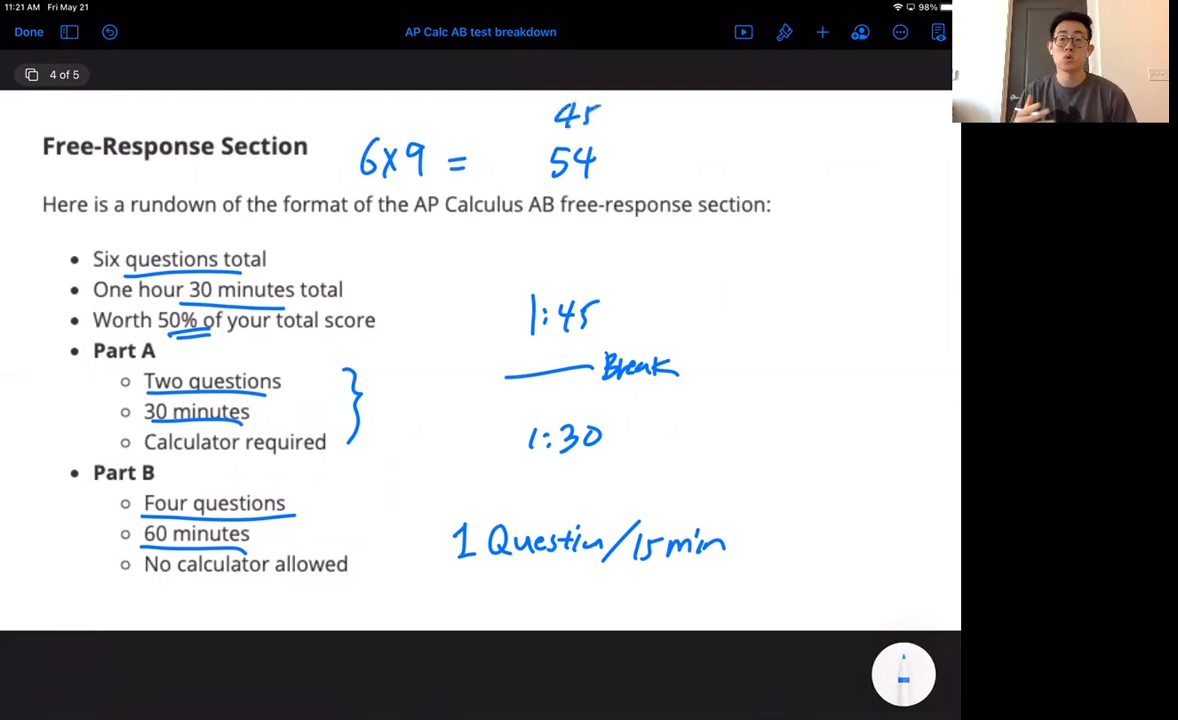 11:21 AM Fri May 21
98%
Done
AP Calc AB test breakdown
4 of 5
45
Free-Response Section
6x9 = 54
Here is a rundown of the format of the AP Calculus AB free-response section:
• Six questions total
• One hour 30 minutes total
• Worth 50% of your total score
1:45
• Part A
Break
○ Two questions
○ 30 minutes
○ Calculator required
1:30
• Part B
○ Four questions
○ 60 minutes
1 Questin/15 min
○ No calculator allowed